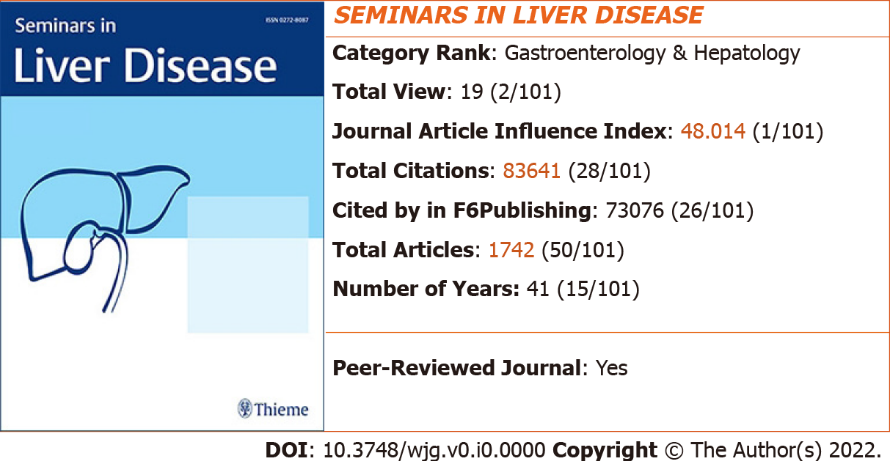 ISSN 0272-8087
Seminars in
Liver Disease
Thieme
SEMINARS IN LIVER DISEASE
Category Rank: Gastroenterology & Hepatology
Total View: 19 (2/101)
Journal Article Influence Index: 48.014 (1/101)
Total Citations: 83641 (28/101)
Cited by in F6Publishing: 73076 (26/101)
Total Articles: 1742 (50/101)
Number of Years: 41 (15/101)
Peer-Reviewed Journal: Yes
DOI: 10.3748/wjg.v0.i0.0000 Copyright © The Author(s) 2022.